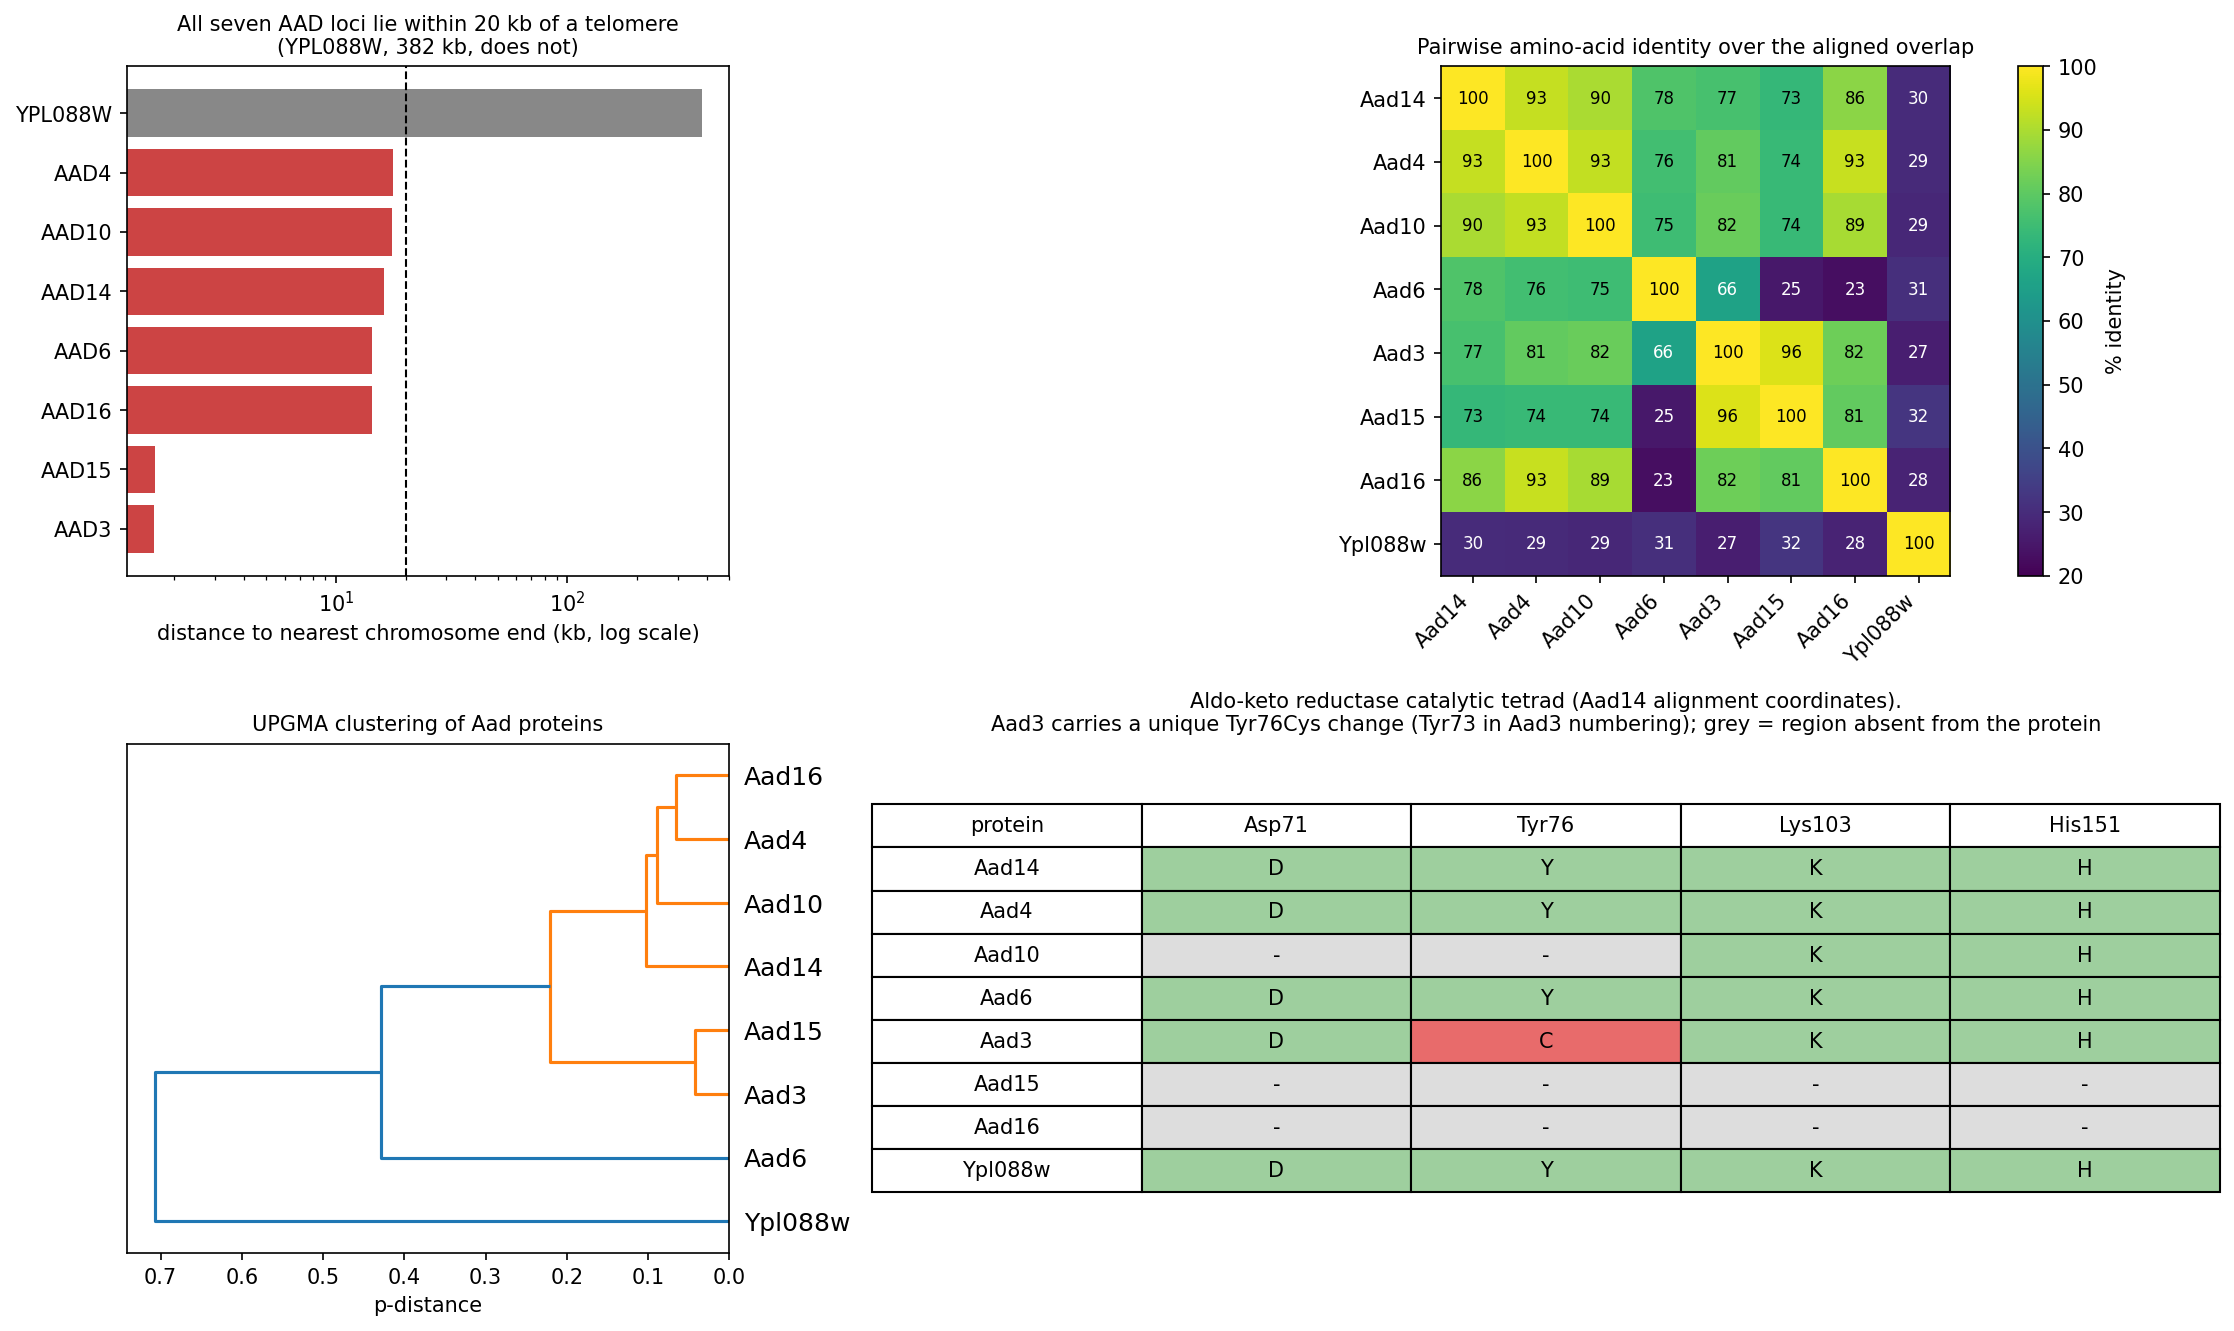 All seven AAD loci lie within 20 kb of a telomere
(YPL088W, 382 kb, does not)
YPL088W
AAD4
AAD10
AAD14
AAD6
AAD16
AAD15
AAD3
10¹ 10²
distance to nearest chromosome end (kb, log scale)
Pairwise amino-acid identity over the aligned overlap
Aad14 100 93 90 78 77 73 86 30
Aad4 93 100 93 76 81 74 93 29
Aad10 90 93 100 75 82 74 89 29
Aad6 78 76 75 100 66 25 23 31
Aad3 77 81 82 66 100 96 82 27
Aad15 73 74 74 25 96 100 81 32
Aad16 86 93 89 23 82 81 100 28
Ypl088w 30 29 29 31 27 32 28 100
Aad14 Aad4 Aad10 Aad6 Aad3 Aad15 Aad16 Ypl088w
100
90
80
70
60
50
40
30
20
% identity
UPGMA clustering of Aad proteins
Aad16
Aad4
Aad10
Aad14
Aad15
Aad3
Aad6
Ypl088w
0.7 0.6 0.5 0.4 0.3 0.2 0.1 0.0
p-distance
Aldo-keto reductase catalytic tetrad (Aad14 alignment coordinates).
Aad3 carries a unique Tyr76Cys change (Tyr73 in Aad3 numbering); grey = region absent from the protein
protein Asp71 Tyr76 Lys103 His151
Aad14 D Y K H
Aad4 D Y K H
Aad10 - - K H
Aad6 D Y K H
Aad3 D C K H
Aad15 - - - -
Aad16 - - - -
Ypl088w D Y K H